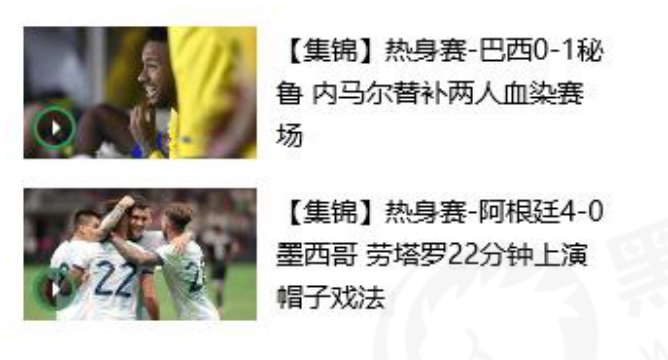 【集锦】热身赛-巴西0-1秘
鲁 内马尔替补两人血染赛
场
【集锦】热身赛-阿根廷4-0
墨西哥 劳塔罗22分钟上演
帽子戏法
22